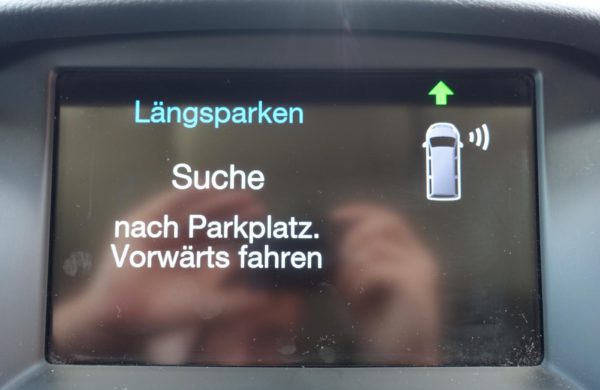 Längsparken
Suche
nach Parkplatz.
Vorwärts fahren